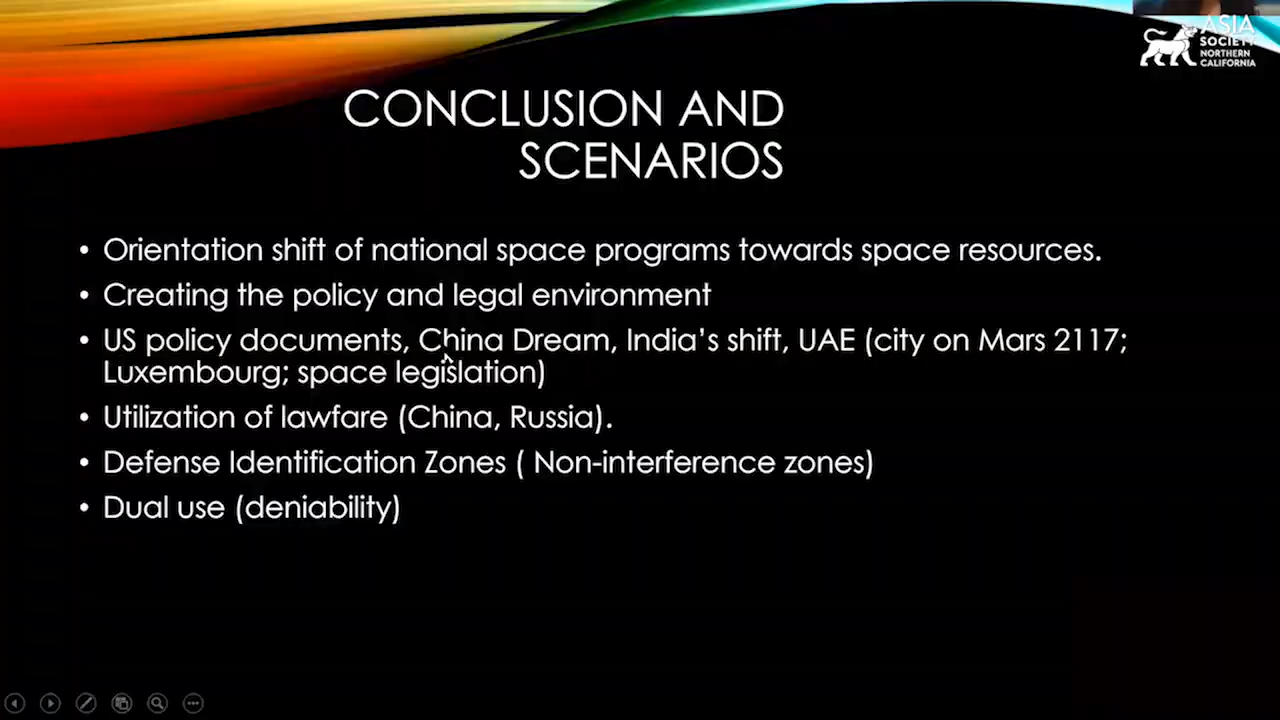 ASIA
SOCIETY
NORTHERN
CALIFORNIA
CONCLUSION AND
SCENARIOS
• Orientation shift of national space programs towards space resources.
• Creating the policy and legal environment
• US policy documents, China Dream, India’s shift, UAE (city on Mars 2117;
Luxembourg; space legislation)
• Utilization of lawfare (China, Russia).
• Defense Identification Zones ( Non-interference zones)
• Dual use (deniability)